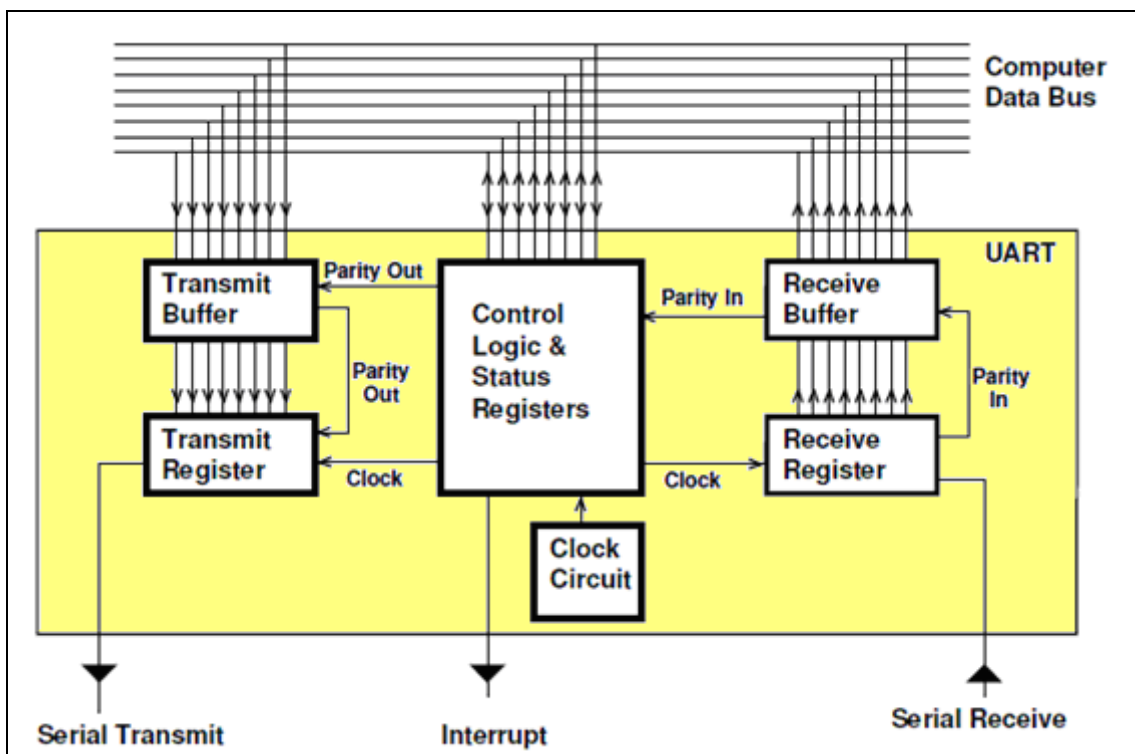 Computer
Data Bus
UART
Transmit
Buffer
Parity Out
Control
Logic &
Status
Registers
Parity In
Receive
Buffer
Parity
Out
Parity
In
Transmit
Register
Clock
Clock
Receive
Register
Clock
Circuit
Serial Transmit
Interrupt
Serial Receive